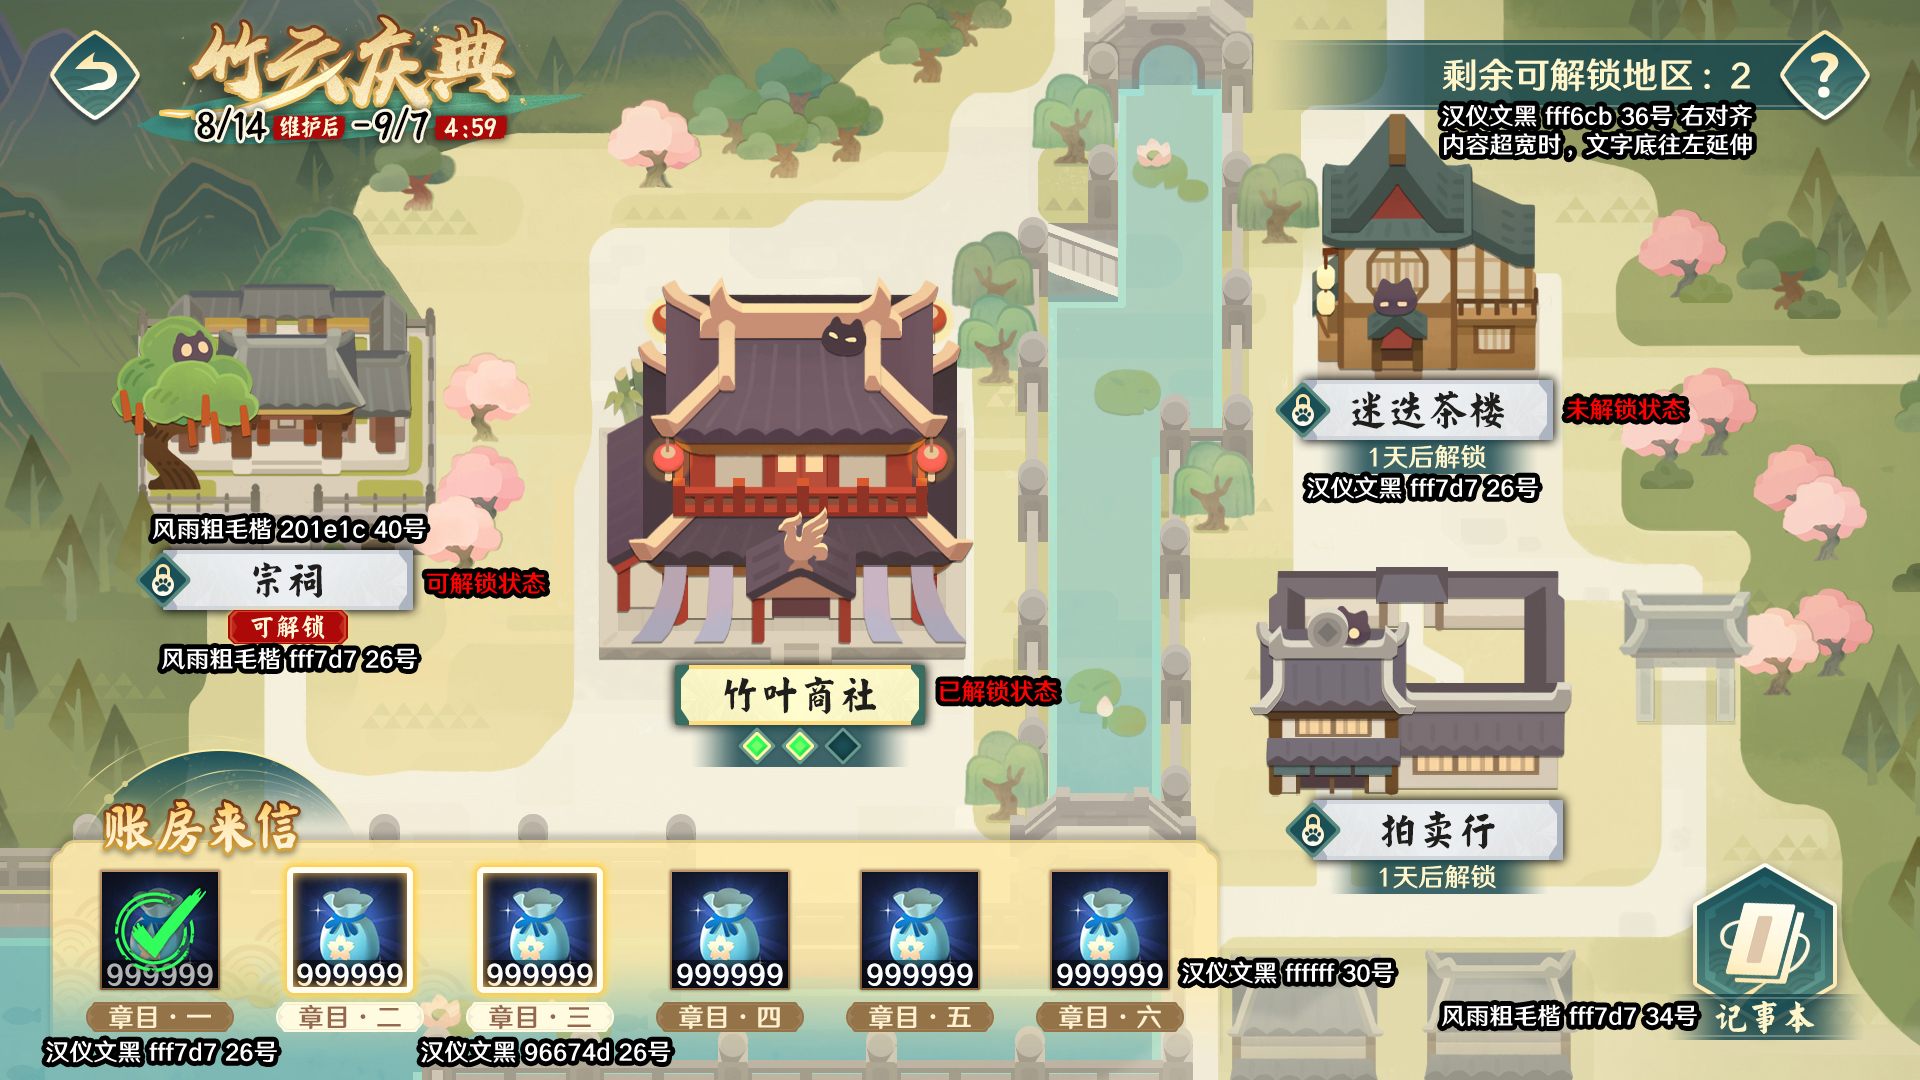 竹云庆典
8/14 维护后 -9/7 4:59
剩余可解锁地区：2
汉仪文黑 fff6cb 36号 右对齐
内容超宽时，文字底往左延伸
迷迭茶楼
未解锁状态
1天后解锁
汉仪文黑 fff7d7 26号
风雨粗毛楷 201e1c 40号
宗祠
可解锁状态
可解锁
风雨粗毛楷 fff7d7 26号
竹叶商社
已解锁状态
拍卖行
1天后解锁
账房来信
999999
999999
999999
999999
999999
999999
汉仪文黑 ffffff 30号
章目·一
章目·二
章目·三
章目·四
章目·五
章目·六
汉仪文黑 fff7d7 26号
汉仪文黑 96674d 26号
风雨粗毛楷 fff7d7 34号
记事本